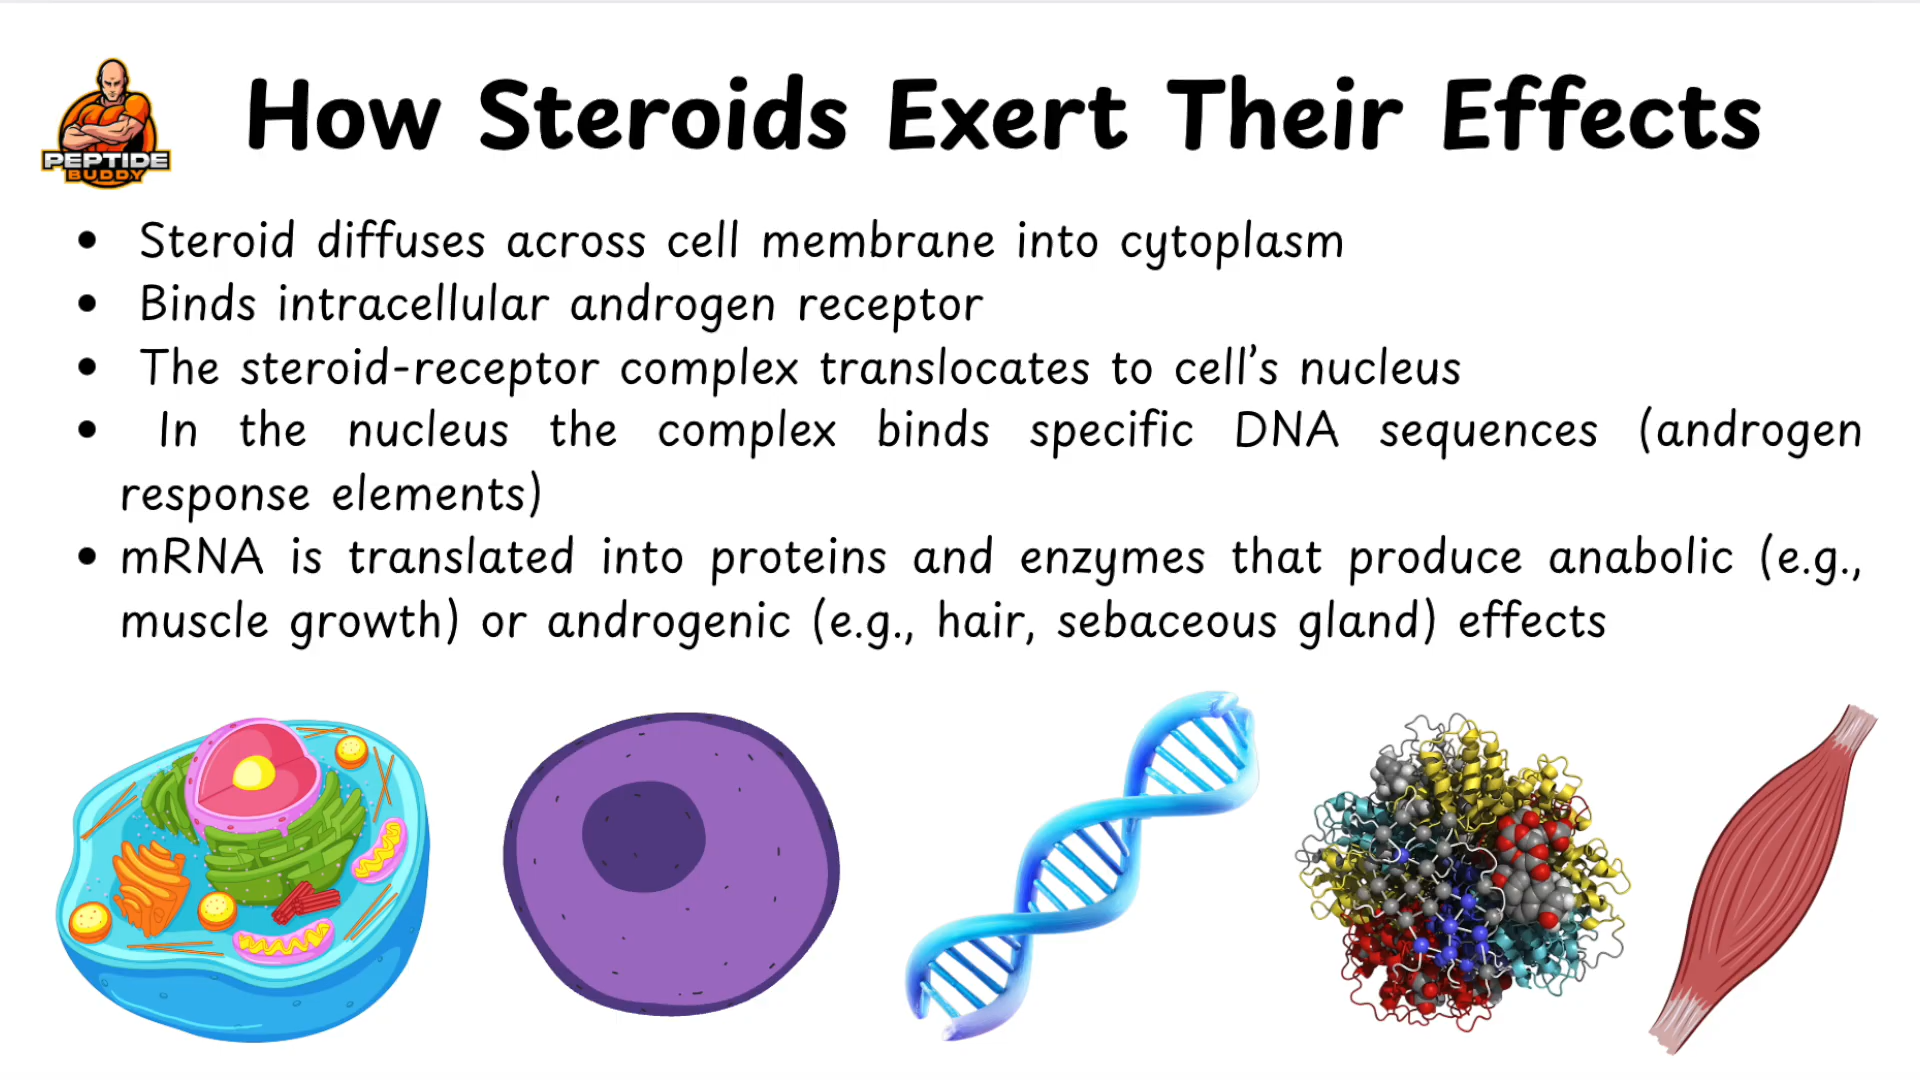 PEPTIDE
BUDDY
How Steroids Exert Their Effects
• Steroid diffuses across cell membrane into cytoplasm
• Binds intracellular androgen receptor
• The steroid-receptor complex translocates to cell’s nucleus
• In the nucleus the complex binds specific DNA sequences (androgen
response elements)
• mRNA is translated into proteins and enzymes that produce anabolic (e.g.,
muscle growth) or androgenic (e.g., hair, sebaceous gland) effects